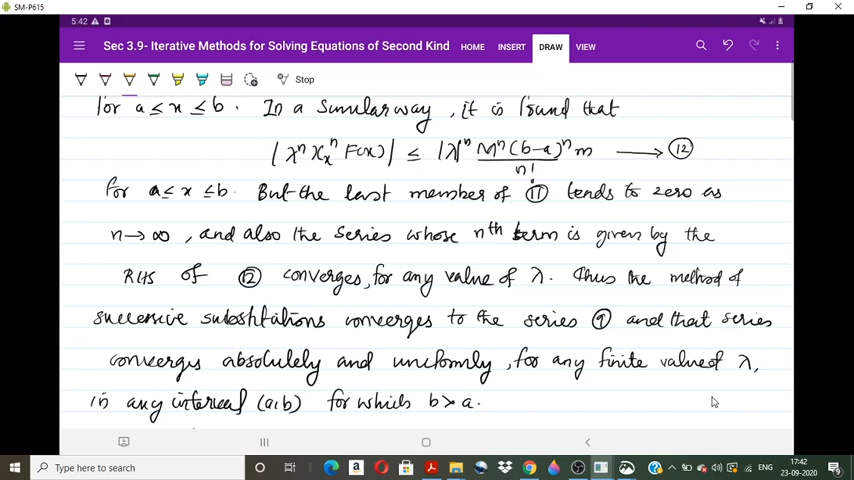 SM-P615
5:42
Sec 3.9- Iterative Methods for Solving Equations of Second Kind HOME INSERT DRAW VIEW
Stop
for a ≤ x ≤ b. In a similar way, it is found that
|λⁿ 𝒦ₓⁿ F(x)| ≤ |λ|ⁿ Mⁿ(b-a)ⁿ/n! m ⟶ ⑫
for a ≤ x ≤ b. But the last member of ⑪ tends to zero as
n → ∞, and also the series whose nth term is given by the
RHS of ⑫ converges, for any value of λ. Thus the method of
successive substitutions converges to the series ⑨ and that series
converges absolutely and uniformly, for any finite value of λ,
in any interval (a,b) for which b > a.
Type here to search
ENG
17:42
23-09-2020